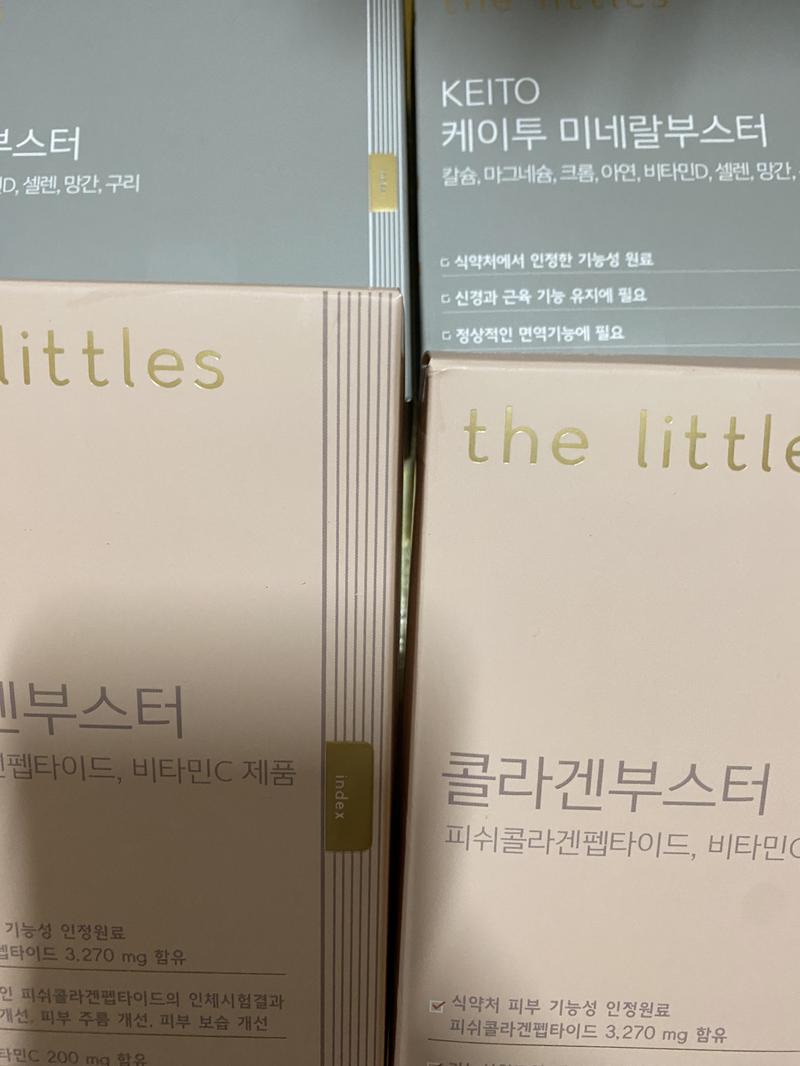 부스터
D, 셀렌, 망간, 구리
the littles
KEITO
케이투 미네랄부스터
칼슘, 마그네슘, 크롬, 아연, 비타민D, 셀렌, 망간,
식약처에서 인정한 기능성 원료
신경과 근육 기능 유지에 필요
정상적인 면역기능에 필요
littles
겐부스터
펩타이드, 비타민C 제품
index
기능성 인정원료
펩타이드 3,270 mg 함유
인 피쉬콜라겐펩타이드의 인체시험결과
개선, 피부 주름 개선, 피부 보습 개선
타민C 200 mg 함유
the little
콜라겐부스터
피쉬콜라겐펩타이드, 비타민C
식약처 피부 기능성 인정원료
피쉬콜라겐펩타이드 3,270 mg 함유